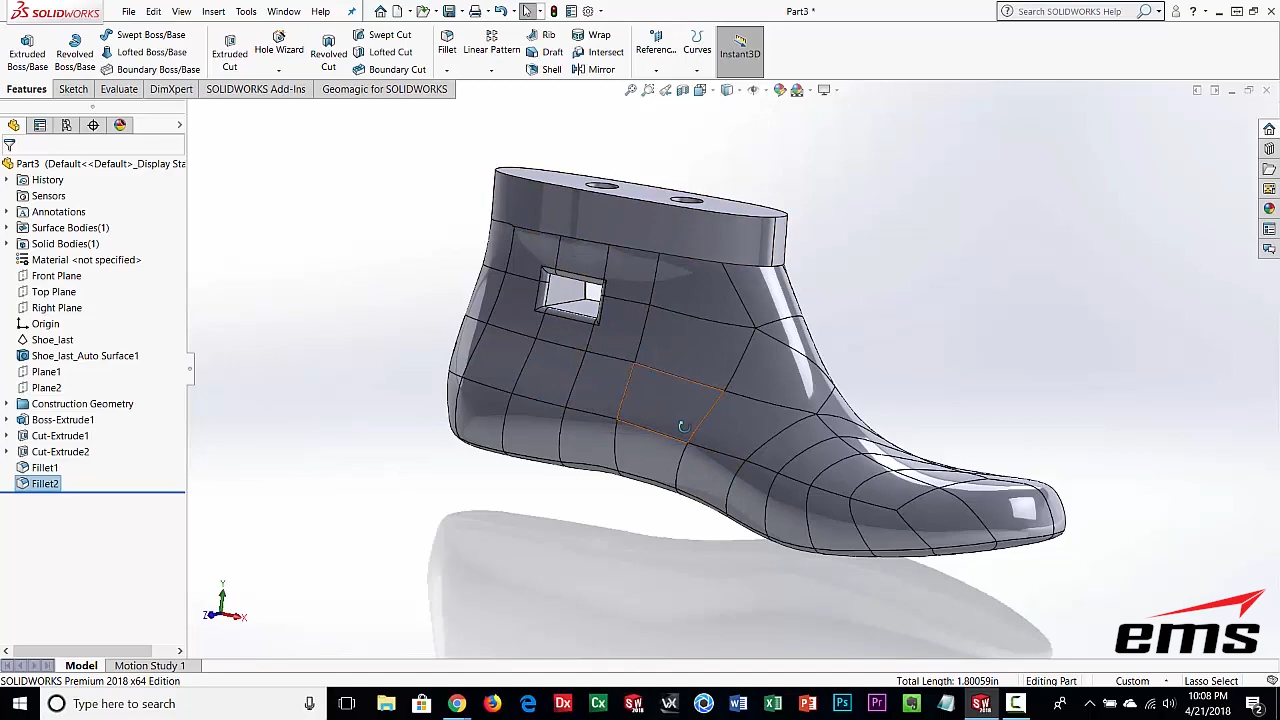 SOLIDWORKS
File Edit View Insert Tools Window Help
Part3 *
Search SOLIDWORKS Help
Extruded Boss/Base
Revolved Boss/Base
Swept Boss/Base
Lofted Boss/Base
Boundary Boss/Base
Extruded Cut
Hole Wizard
Revolved Cut
Swept Cut
Lofted Cut
Boundary Cut
Fillet
Linear Pattern
Rib
Draft
Shell
Wrap
Intersect
Mirror
Referenc...
Curves
Instant3D
Features Sketch Evaluate DimXpert SOLIDWORKS Add-Ins Geomagic for SOLIDWORKS
Part3 (Default<<Default>_Display Sta
History
Sensors
Annotations
Surface Bodies(1)
Solid Bodies(1)
Material <not specified>
Front Plane
Top Plane
Right Plane
Origin
Shoe_last
Shoe_last_Auto Surface1
Plane1
Plane2
Construction Geometry
Boss-Extrude1
Cut-Extrude1
Cut-Extrude2
Fillet1
Fillet2
Y
Z
X
ems
Model Motion Study 1
SOLIDWORKS Premium 2018 x64 Edition
Total Length: 1.80059in Editing Part Custom Lasso Select
Type here to search
10:08 PM
4/21/2018